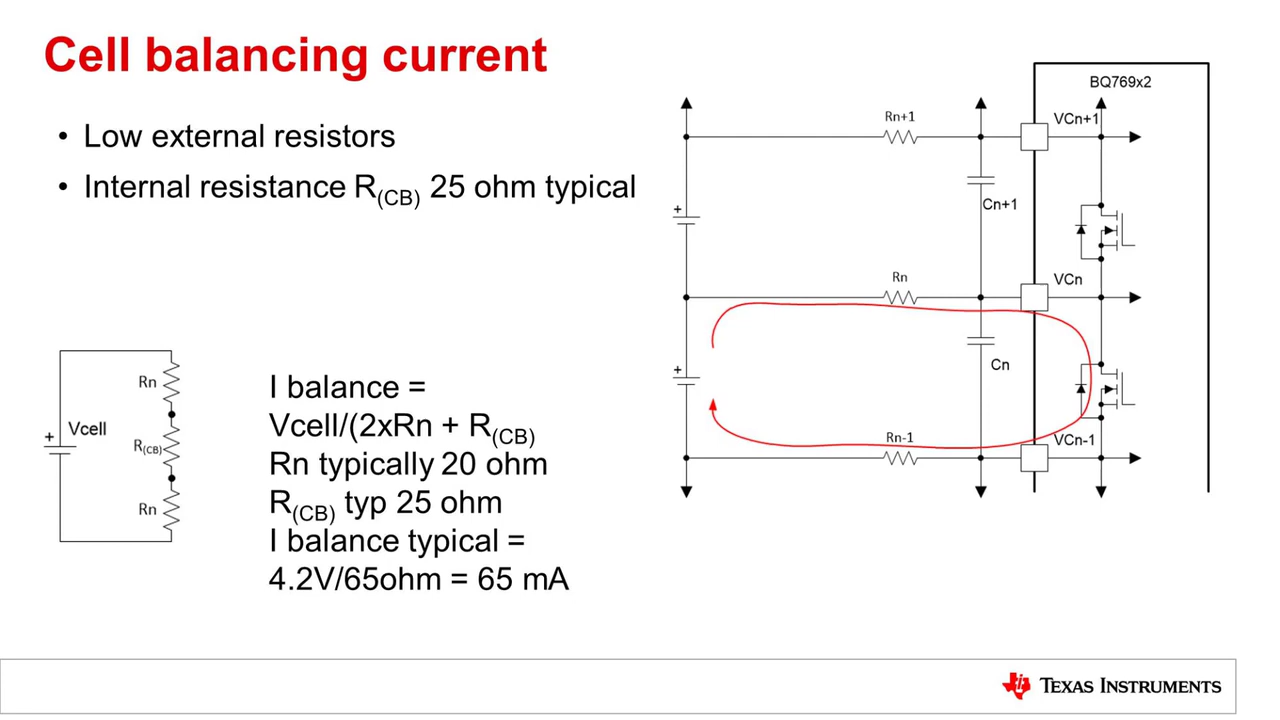 Cell balancing current
• Low external resistors
• Internal resistance R(CB) 25 ohm typical
Rn
Vcell
+
R(CB)
Rn
I balance =
Vcell/(2xRn + R(CB)
Rn typically 20 ohm
R(CB) typ 25 ohm
I balance typical =
4.2V/65ohm = 65 mA
BQ769x2
Rn+1
VCn+1
+
Cn+1
Rn
VCn
+
Cn
Rn-1
VCn-1
TEXAS INSTRUMENTS